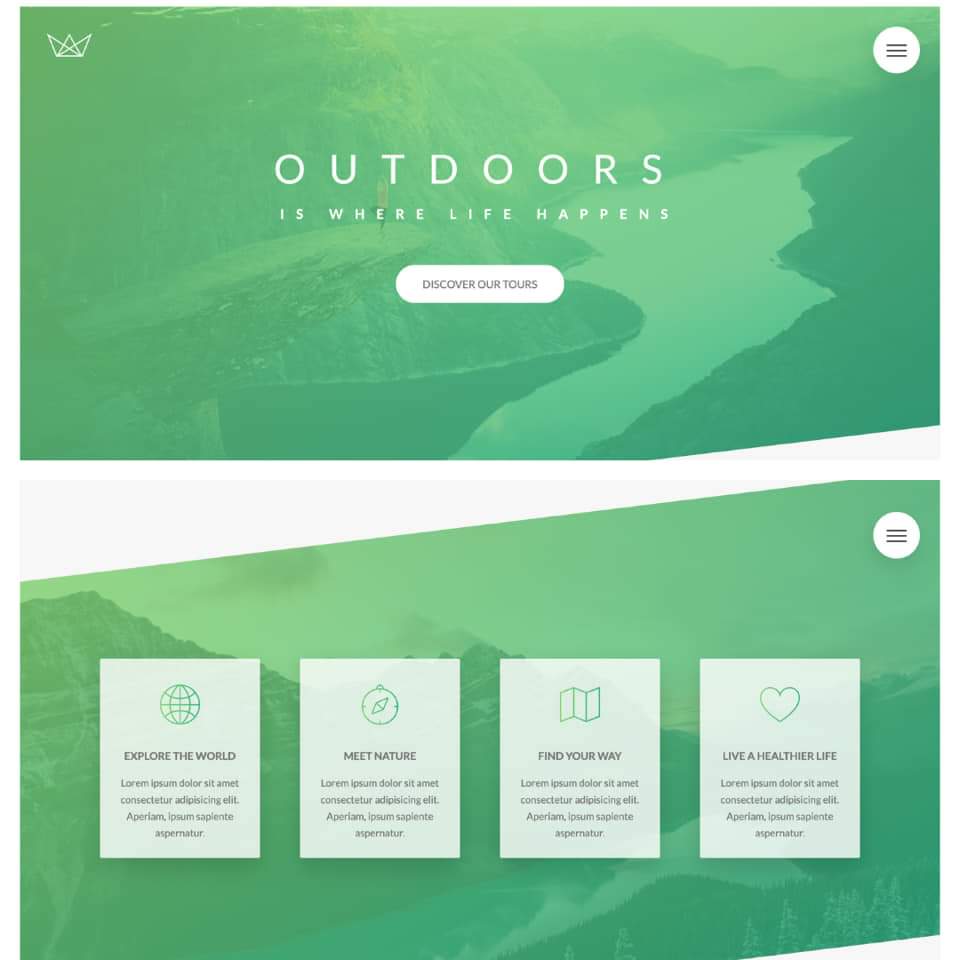 OUTDOORS
IS WHERE LIFE HAPPENS
DISCOVER OUR TOURS
EXPLORE THE WORLD
Lorem ipsum dolor sit amet
consectetur adipisicing elit.
Aperiam, ipsum sapiente
aspernatur.
MEET NATURE
Lorem ipsum dolor sit amet
consectetur adipisicing elit.
Aperiam, ipsum sapiente
aspernatur.
FIND YOUR WAY
Lorem ipsum dolor sit amet
consectetur adipisicing elit.
Aperiam, ipsum sapiente
aspernatur.
LIVE A HEALTHIER LIFE
Lorem ipsum dolor sit amet
consectetur adipisicing elit.
Aperiam, ipsum sapiente
aspernatur.